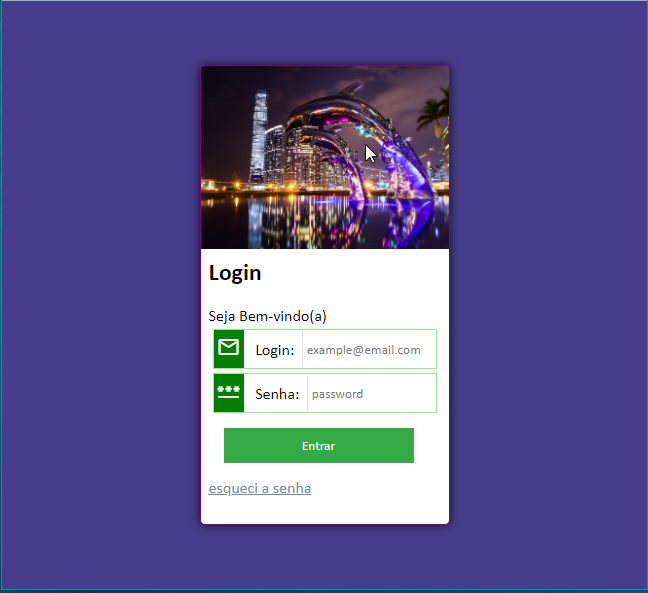 Login
Seja Bem-vindo(a)
Login: example@email.com
Senha: password
Entrar
esqueci a senha